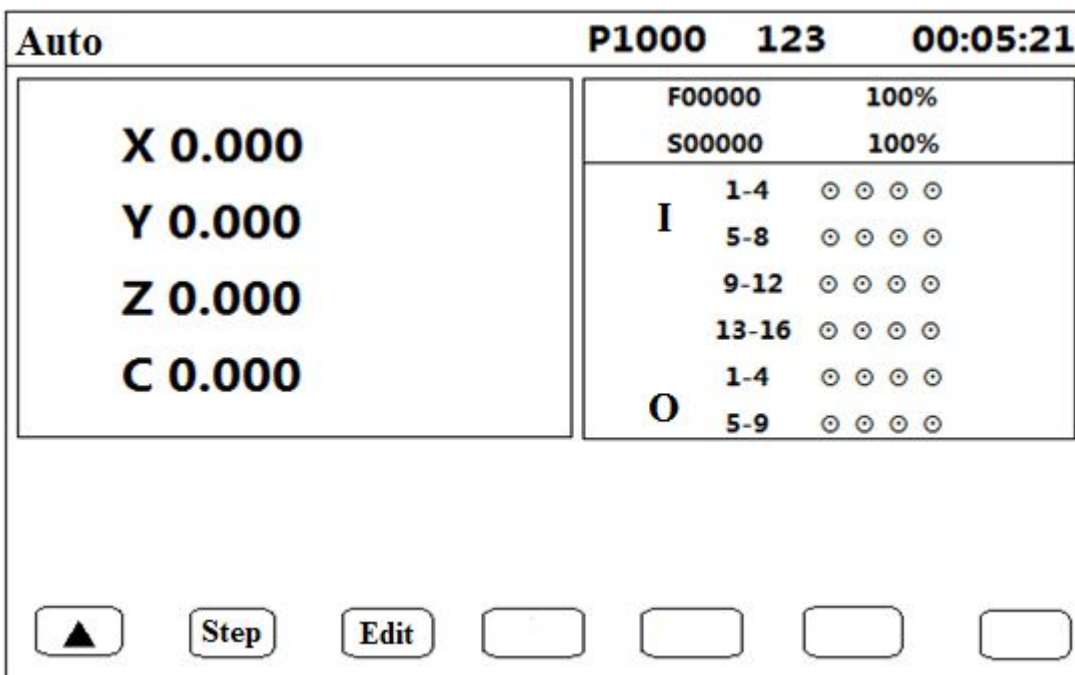 Auto P1000 123 00:05:21
X 0.000
Y 0.000
Z 0.000
C 0.000
F00000 100%
S00000 100%
I
1-4 ⊙ ⊙ ⊙ ⊙
5-8 ⊙ ⊙ ⊙ ⊙
9-12 ⊙ ⊙ ⊙ ⊙
13-16 ⊙ ⊙ ⊙ ⊙
O
1-4 ⊙ ⊙ ⊙ ⊙
5-9 ⊙ ⊙ ⊙ ⊙
▲ Step Edit